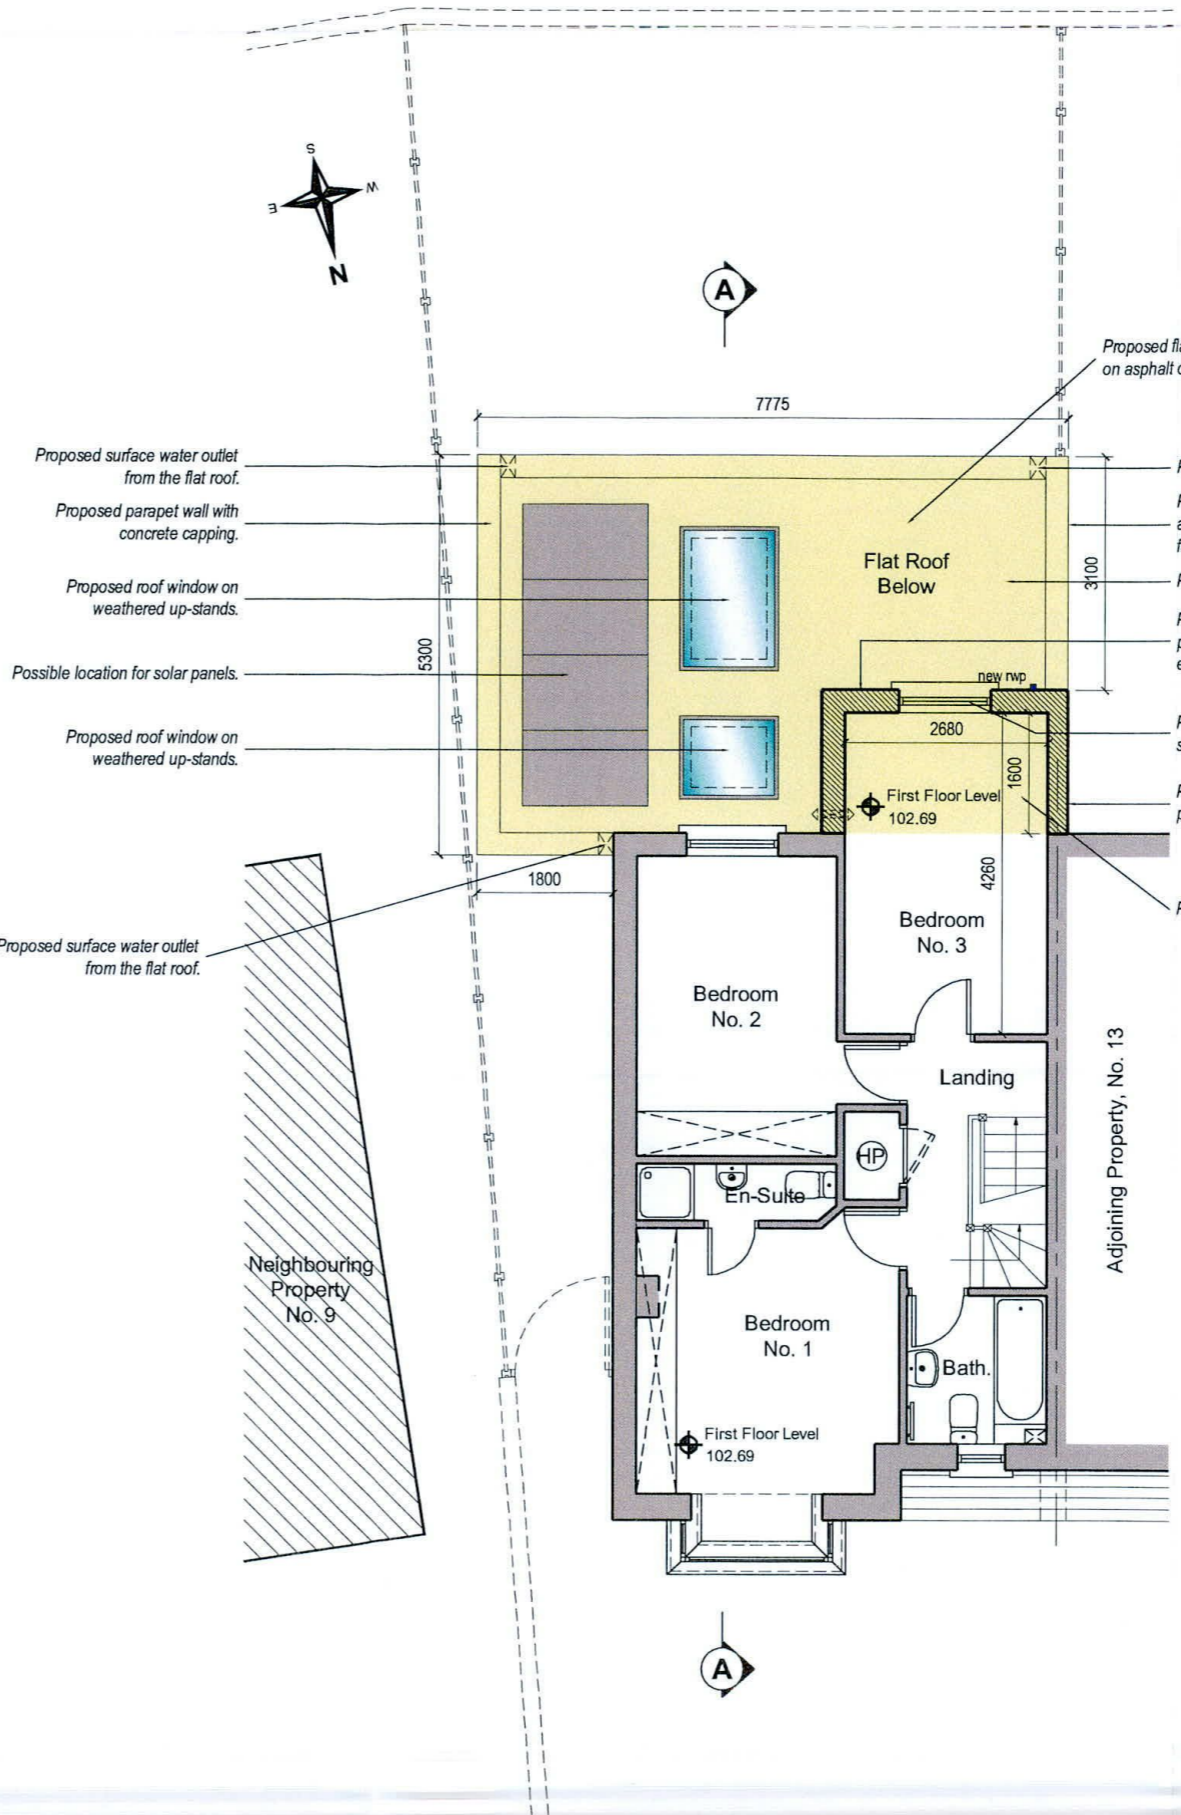 S
W
E
N
A
Proposed
on asphalt
7775
Proposed surface water outlet
from the flat roof.
Proposed parapet wall with
concrete capping.
Proposed roof window on
weathered up-stands.
Possible location for solar panels.
Proposed roof window on
weathered up-stands.
5300
Flat Roof
Below
3100
new rwp
2680
1600
First Floor Level
102.69
4260
1800
Proposed surface water outlet
from the flat roof.
Bedroom
No. 3
Bedroom
No. 2
Landing
HP
En-Suite
Adjoining Property, No. 13
Neighbouring
Property
No. 9
Bedroom
No. 1
Bath.
First Floor Level
102.69
A